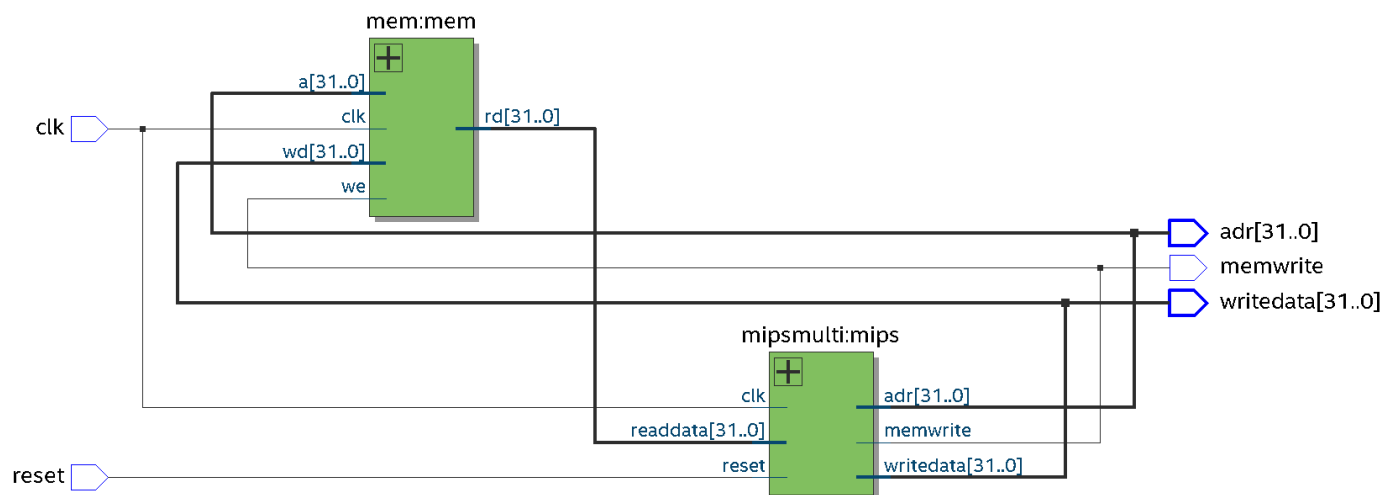 mem:mem
a[31..0]
clk
wd[31..0]
we
rd[31..0]
clk
adr[31..0]
memwrite
writedata[31..0]
mipsmulti:mips
clk
readdata[31..0]
reset
adr[31..0]
memwrite
writedata[31..0]
reset